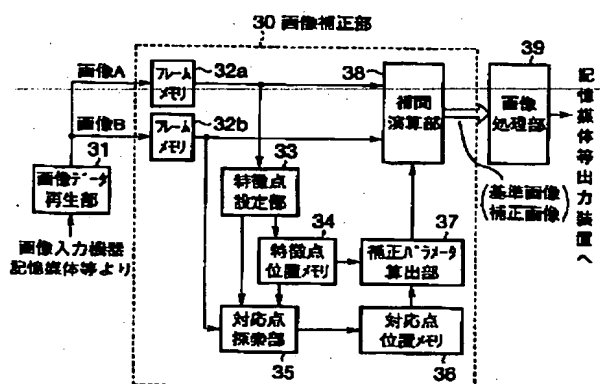 30 画像補正部
画像A
フレーム
メモリ
32a
38
補間
演算部
39
画像
処理部
記憶媒体等出力装置へ
画像B
フレーム
メモリ
32b
31
画像データ
再生部
画像入力機器
記憶媒体等より
33
特徴点
設定部
34
特徴点
位置メモリ
37
補正パラメータ
算出部
(基準画像
補正画像)
対応点
探索部
35
対応点
位置メモリ
36